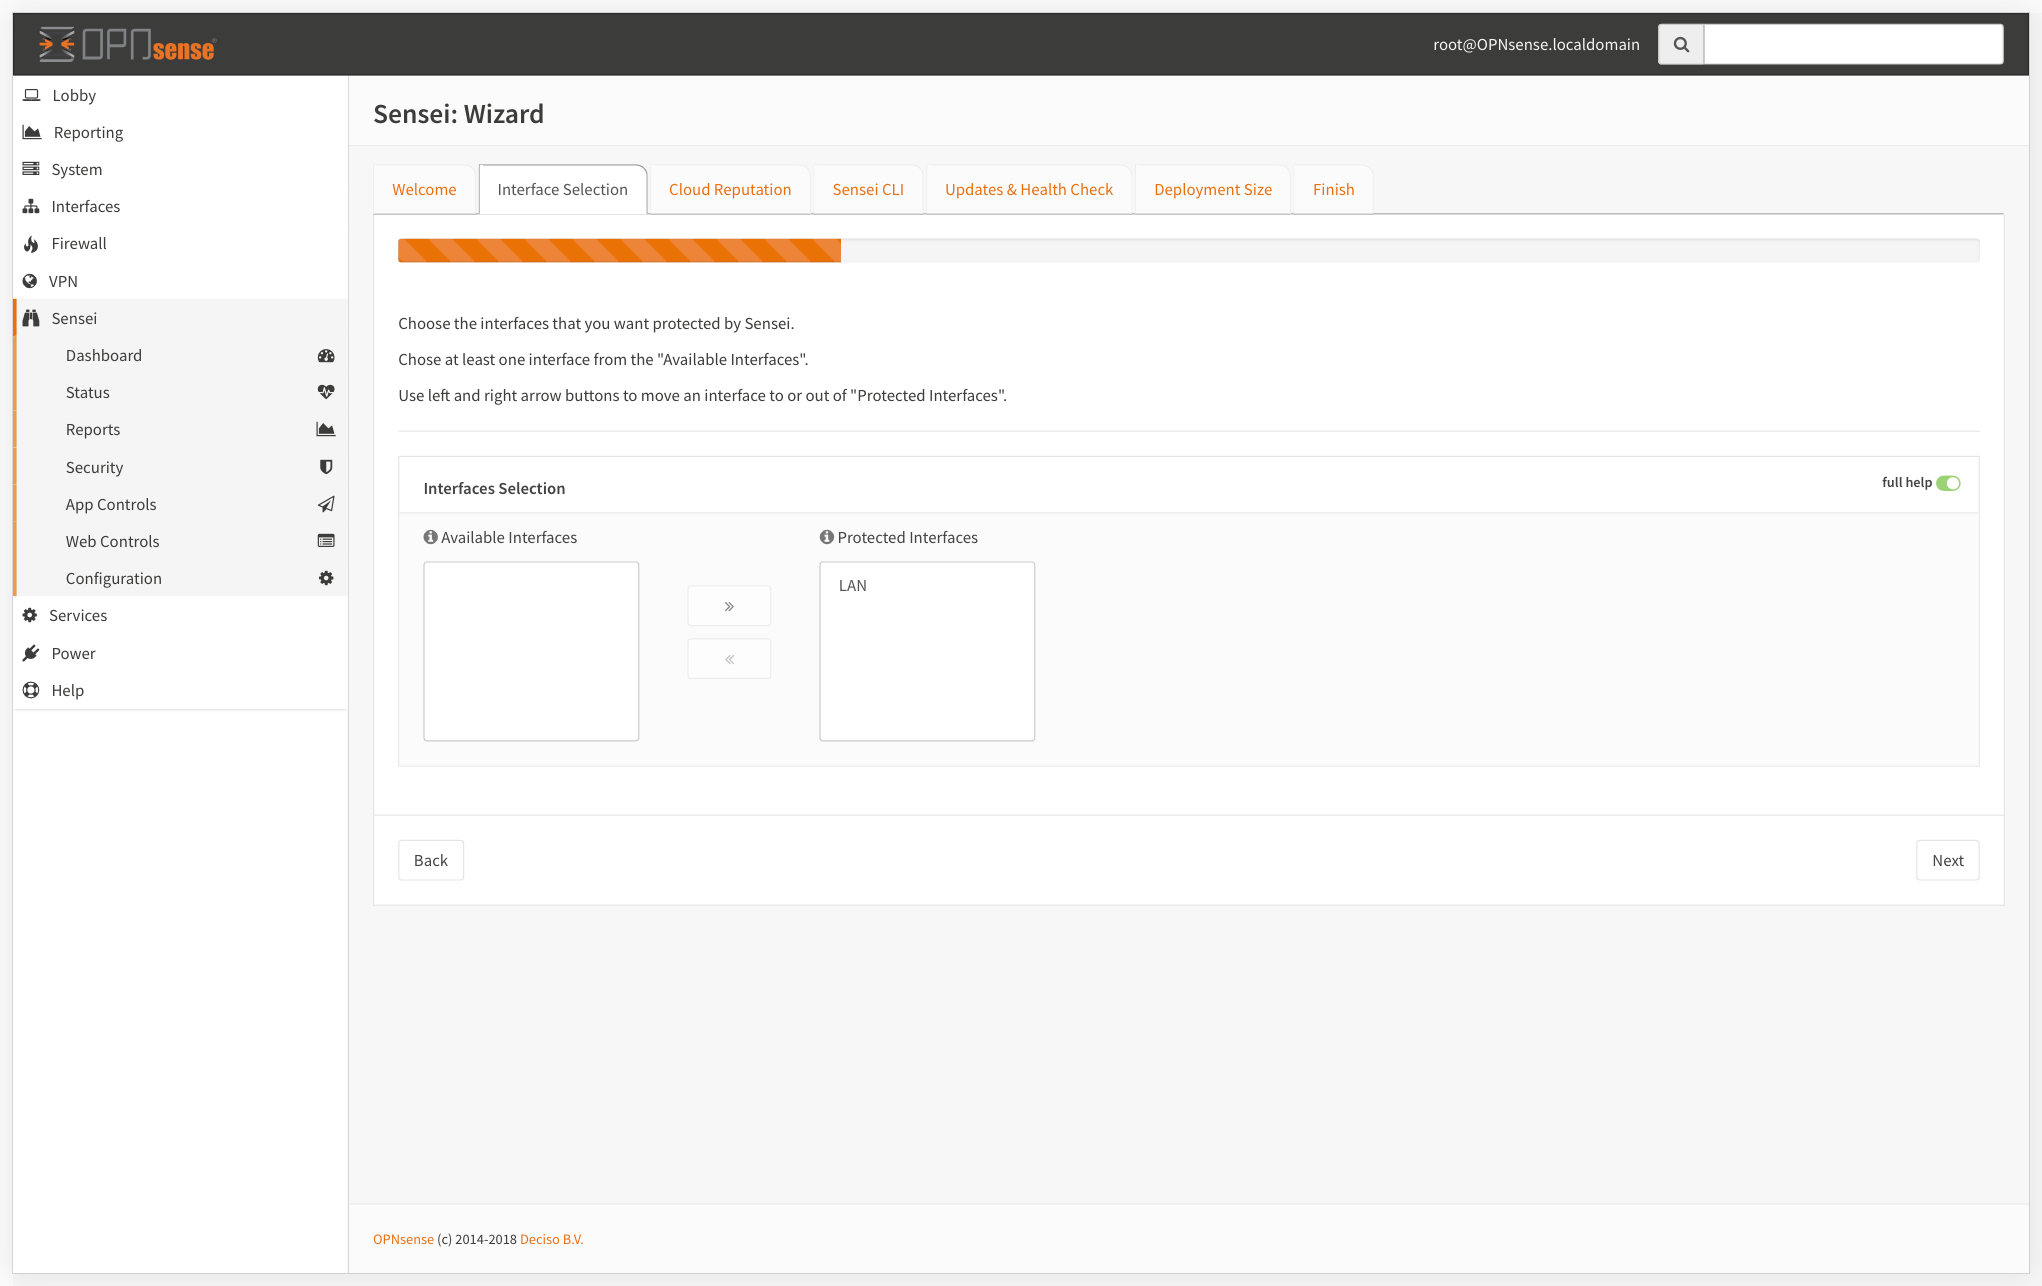 OPNsense
root@OPNsense.localdomain
Lobby
Reporting
System
Interfaces
Firewall
VPN
Sensei
Dashboard
Status
Reports
Security
App Controls
Web Controls
Configuration
Services
Power
Help
Sensei: Wizard
Welcome
Interface Selection
Cloud Reputation
Sensei CLI
Updates & Health Check
Deployment Size
Finish
Choose the interfaces that you want protected by Sensei.
Chose at least one interface from the "Available Interfaces".
Use left and right arrow buttons to move an interface to or out of "Protected Interfaces".
Interfaces Selection
full help
Available Interfaces
Protected Interfaces
LAN
»
«
Back
Next
OPNsense (c) 2014-2018 Deciso B.V.